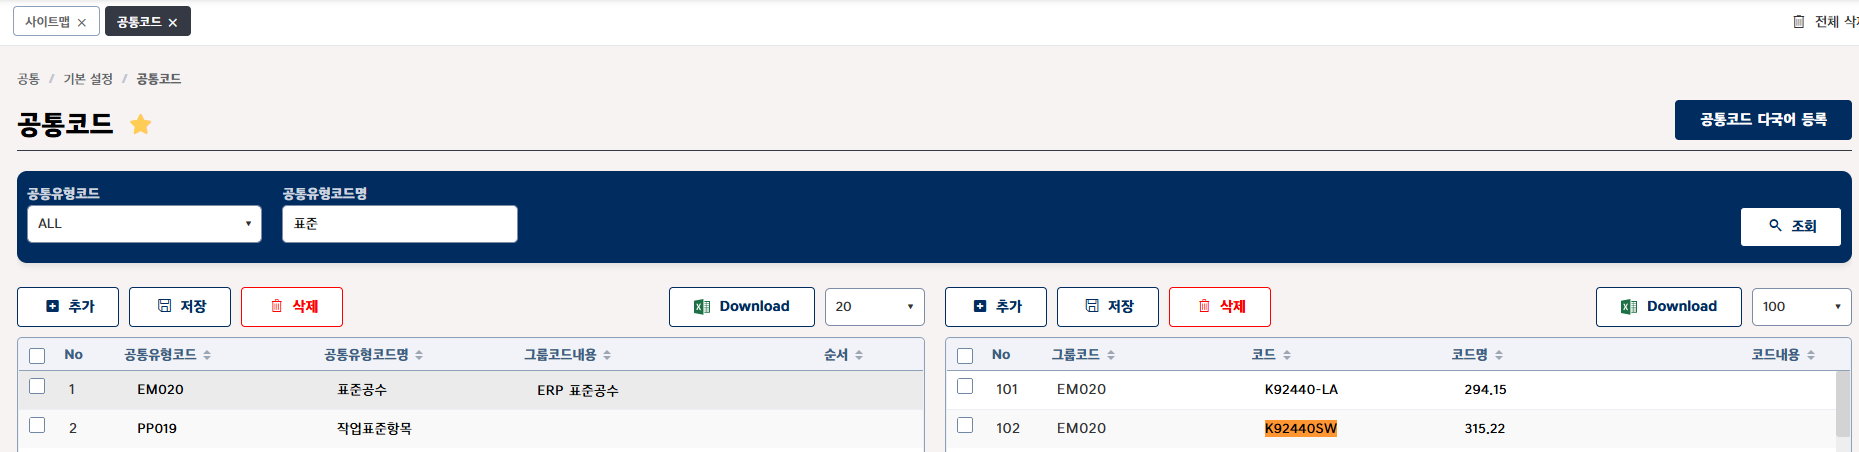 사이트맵 × 공통코드 ×
전체 삭
공통 / 기본 설정 / 공통코드
공통코드
공통코드 다국어 등록
공통유형코드 공통유형코드명
ALL 표준
조회
추가 저장 삭제 Download 20
추가 저장 삭제 Download 100
No 공통유형코드 공통유형코드명 그룹코드내용 순서
1 EM020 표준공수 ERP 표준공수
2 PP019 작업표준항목
No 그룹코드 코드 코드명 코드내용
101 EM020 K92440-LA 294.15
102 EM020 K92440SW 315.22